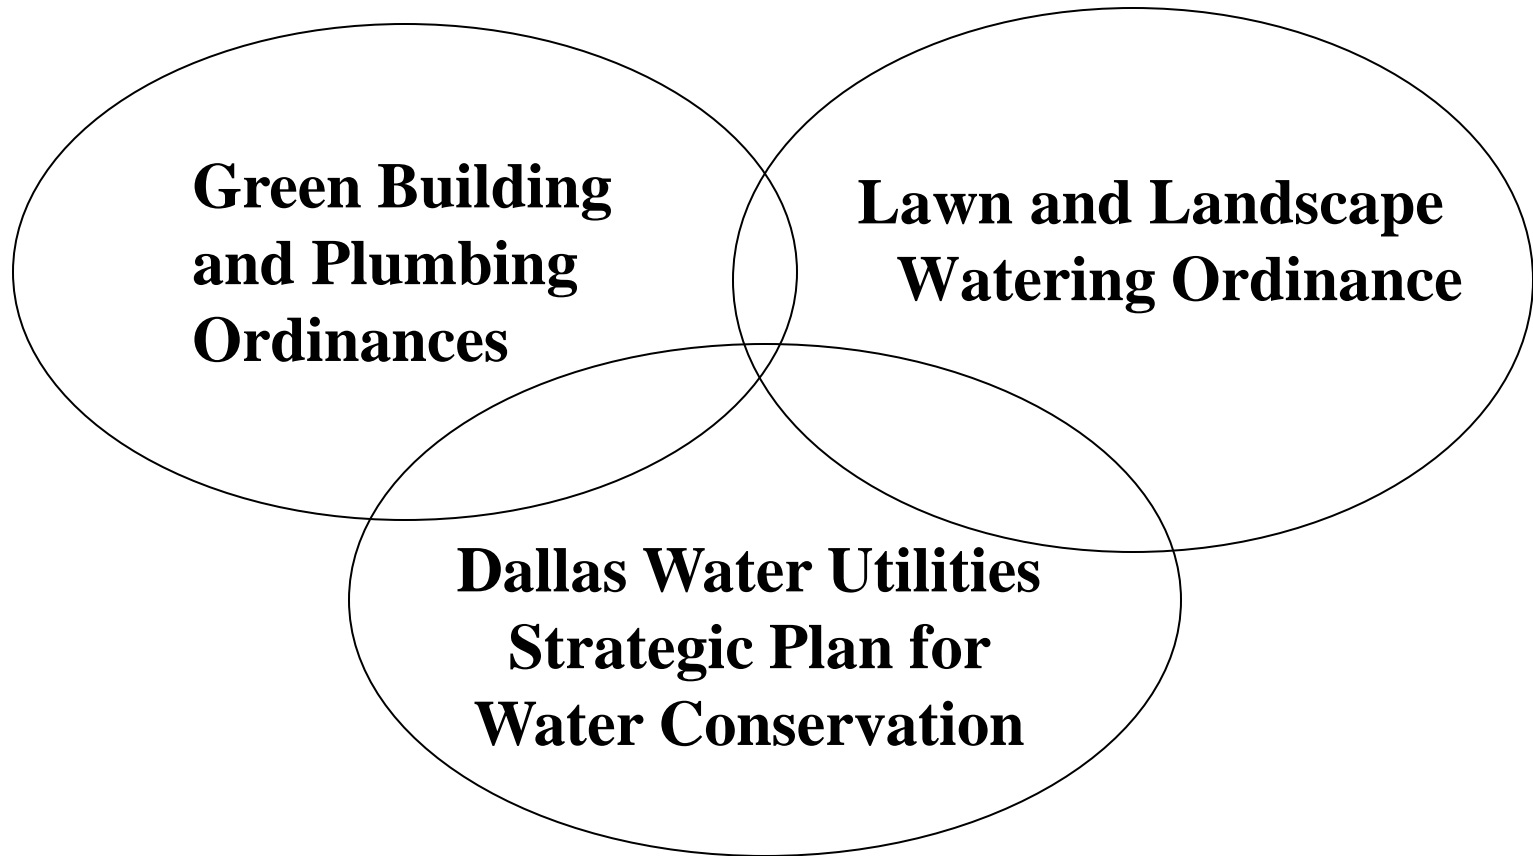 Green Building
and Plumbing
Ordinances
Lawn and Landscape
Watering Ordinance
Dallas Water Utilities
Strategic Plan for
Water Conservation